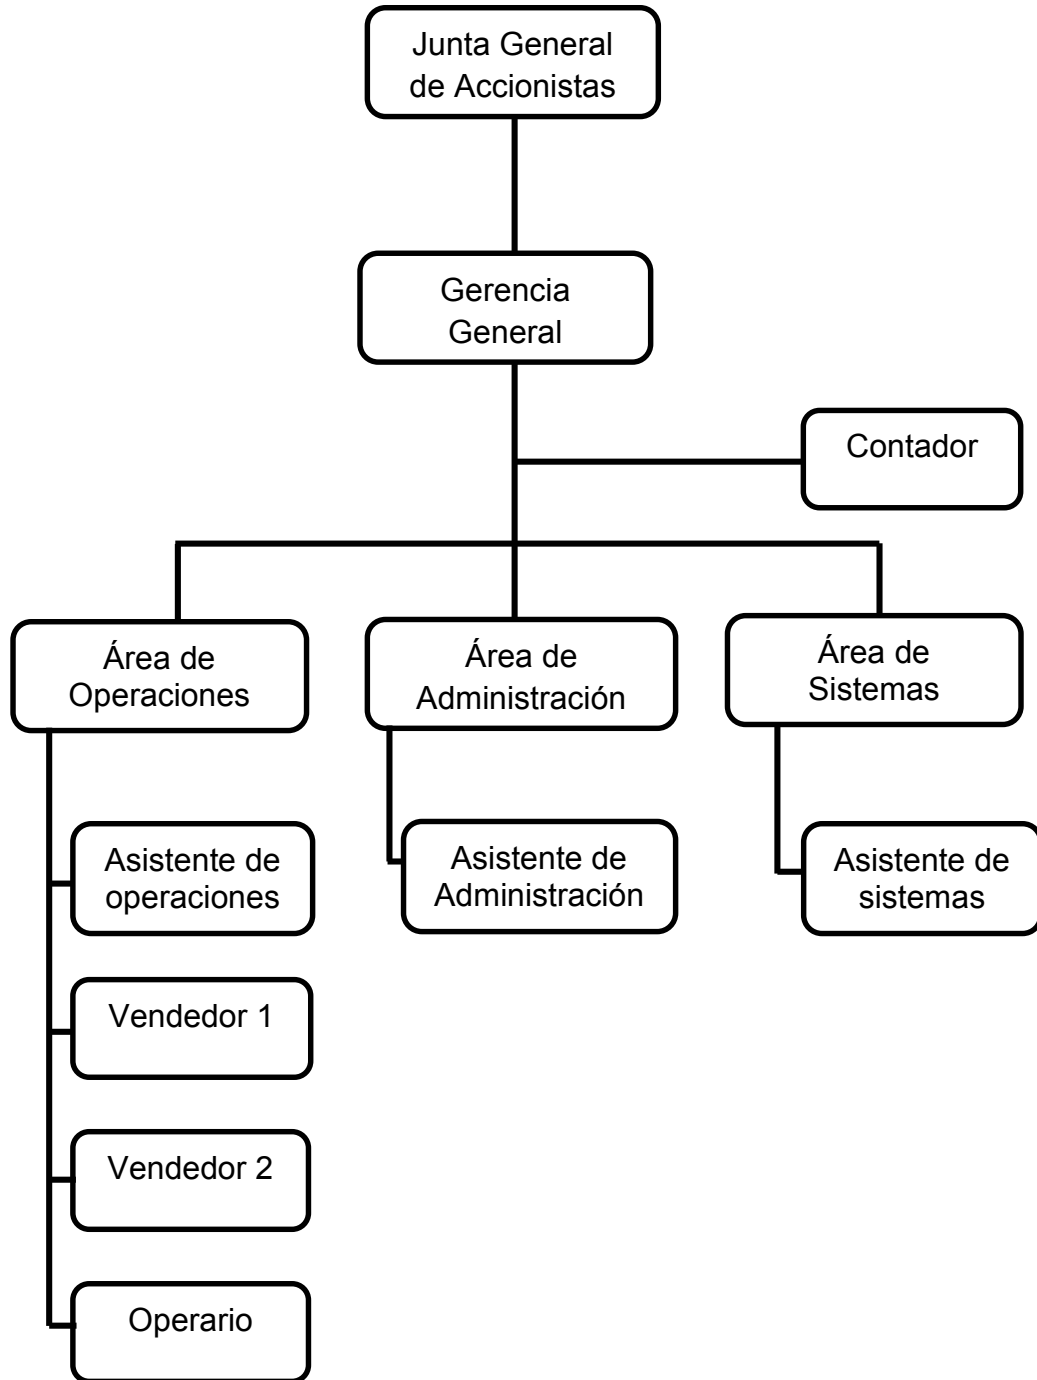 Junta General
de Accionistas
Gerencia
General
Contador
Área de
Operaciones
Área de
Administración
Área de
Sistemas
Asistente de
operaciones
Asistente de
Administración
Asistente de
sistemas
Vendedor 1
Vendedor 2
Operario